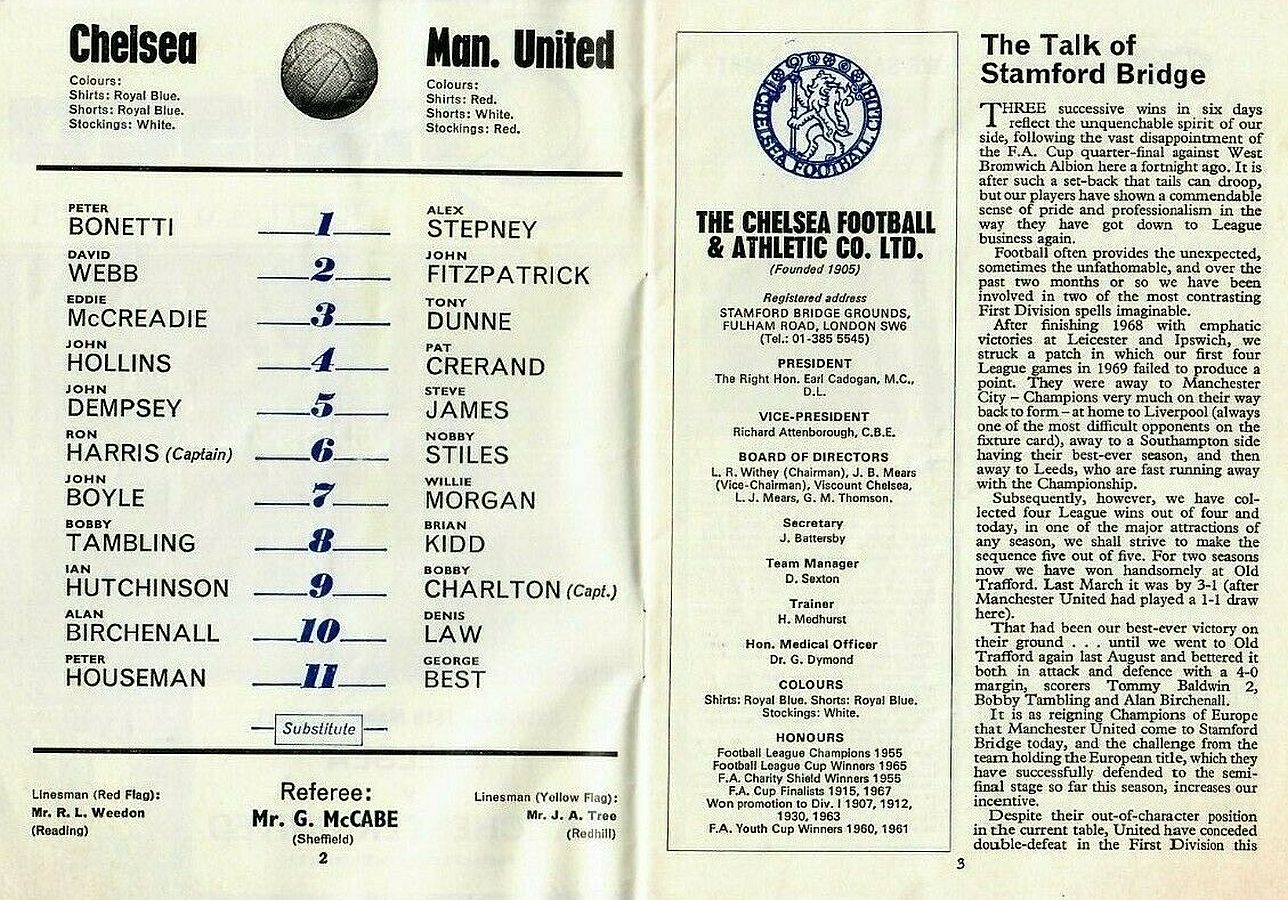 Chelsea
Colours:
Shirts: Royal Blue.
Shorts: Royal Blue.
Stockings: White.
Man. United
Colours:
Shirts: Red.
Shorts: White.
Stockings: Red.
PETER
BONETTI
1
ALEX
STEPNEY
DAVID
WEBB
2
JOHN
FITZPATRICK
EDDIE
McCREADIE
3
TONY
DUNNE
JOHN
HOLLINS
4
PAT
CRERAND
JOHN
DEMPSEY
5
STEVE
JAMES
RON
HARRIS (Captain)
6
NOBBY
STILES
JOHN
BOYLE
7
WILLIE
MORGAN
BOBBY
TAMBLING
8
BRIAN
KIDD
IAN
HUTCHINSON
9
BOBBY
CHARLTON (Capt.)
ALAN
BIRCHENALL
10
DENIS
LAW
PETER
HOUSEMAN
11
GEORGE
BEST
Substitute
Linesman (Red Flag):
Mr. R. L. Weedon
(Reading)
Referee:
Mr. G. McCABE
(Sheffield)
Linesman (Yellow Flag):
Mr. J. A. Tree
(Redhill)
2
CHELSEA FOOTBALL CLUB LTD
THE CHELSEA FOOTBALL
& ATHLETIC CO. LTD.
(Founded 1905)
Registered address
STAMFORD BRIDGE GROUNDS,
FULHAM ROAD, LONDON SW6
(Tel.: 01-385 5545)
PRESIDENT
The Right Hon. Earl Cadogan, M.C.,
D.L.
VICE-PRESIDENT
Richard Attenborough, C.B.E.
BOARD OF DIRECTORS
L. R. Withey (Chairman), J. B. Mears
(Vice-Chairman), Viscount Chelsea,
L. J. Mears, G. M. Thomson.
Secretary
J. Battersby
Team Manager
D. Sexton
Trainer
H. Medhurst
Hon. Medical Officer
Dr. G. Dymond
COLOURS
Shirts: Royal Blue. Shorts: Royal Blue.
Stockings: White.
HONOURS
Football League Champions 1955
Football League Cup Winners 1965
F.A. Charity Shield Winners 1955
F.A. Cup Finalists 1915, 1967
Won promotion to Div. I 1907, 1912,
1930, 1963
F.A. Youth Cup Winners 1960, 1961
The Talk of
Stamford Bridge
THREE successive wins in six days
reflect the unquenchable spirit of our
side, following the vast disappointment of
the F.A. Cup quarter-final against West
Bromwich Albion here a fortnight ago. It is
after such a set-back that tails can droop,
but our players have shown a commendable
sense of pride and professionalism in the
way they have got down to League
business again.
Football often provides the unexpected,
sometimes the unfathomable, and over the
past two months or so we have been
involved in two of the most contrasting
First Division spells imaginable.
After finishing 1968 with emphatic
victories at Leicester and Ipswich, we
struck a patch in which our first four
League games in 1969 failed to produce a
point. They were away to Manchester
City – Champions very much on their way
back to form – at home to Liverpool (always
one of the most difficult opponents on the
fixture card), away to a Southampton side
having their best-ever season, and then
away to Leeds, who are fast running away
with the Championship.
Subsequently, however, we have col-
lected four League wins out of four and
today, in one of the major attractions of
any season, we shall strive to make the
sequence five out of five. For two seasons
now we have won handsomely at Old
Trafford. Last March it was by 3-1 (after
Manchester United had played a 1-1 draw
here).
That had been our best-ever victory on
their ground . . . until we went to Old
Trafford again last August and bettered it
both in attack and defence with a 4-0
margin, scorers Tommy Baldwin 2,
Bobby Tambling and Alan Birchenall.
It is as reigning Champions of Europe
that Manchester United come to Stamford
Bridge today, and the challenge from the
team holding the European title, which they
have successfully defended to the semi-
final stage so far this season, increases our
incentive.
Despite their out-of-character position
in the current table, United have conceded
double-defeat in the First Division this
3